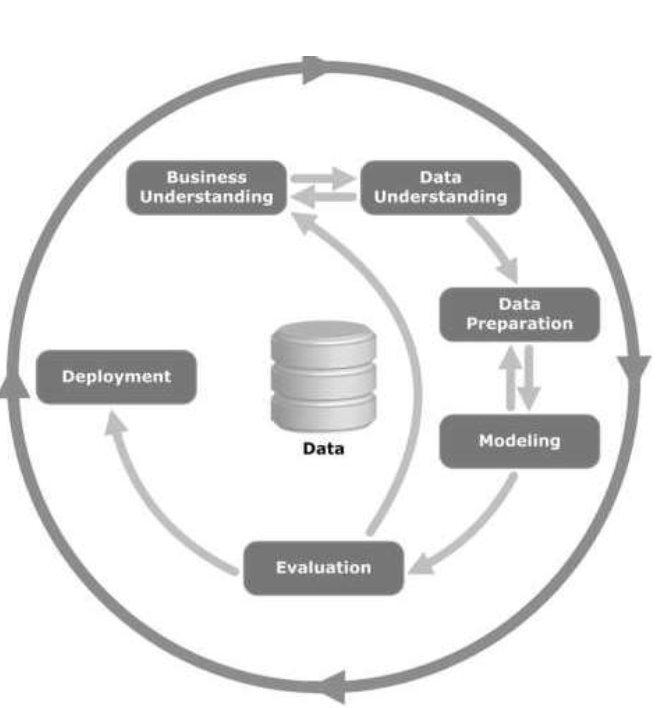 Business
Understanding
Data
Understanding
Data
Preparation
Deployment
Data
Modeling
Evaluation